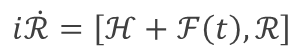 iℛ̇ = [ℋ + ℱ(t), ℛ]